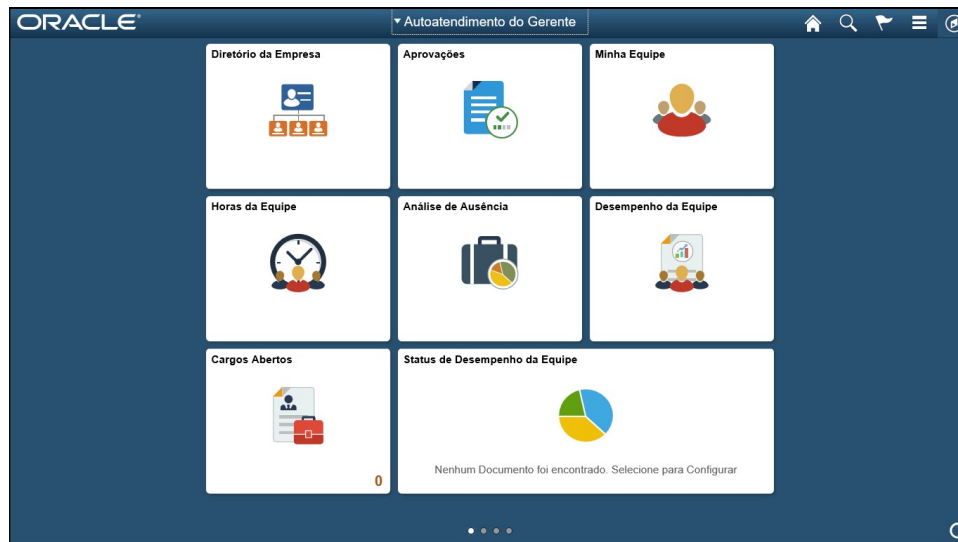 ORACLE
Autoatendimento do Gerente
Diretório da Empresa
Aprovações
Minha Equipe
Horas da Equipe
Análise de Ausência
Desempenho da Equipe
Cargos Abertos
0
Status de Desempenho da Equipe
Nenhum Documento foi encontrado. Selecione para Configurar